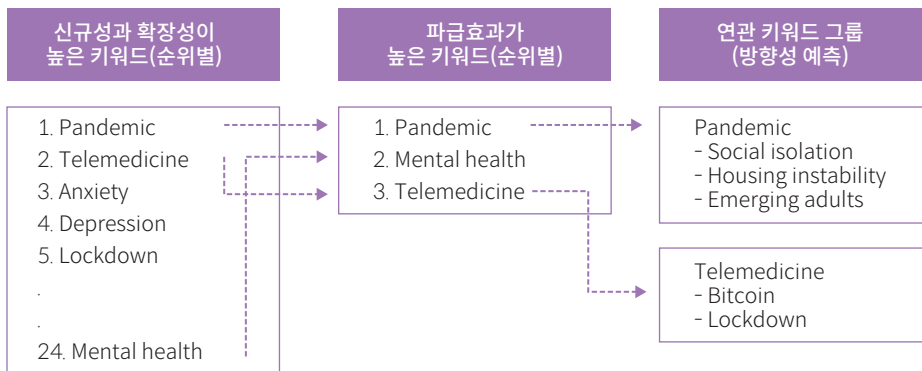 신규성과 확장성이
높은 키워드(순위별)
파급효과가
높은 키워드(순위별)
연관 키워드 그룹
(방향성 예측)
1. Pandemic
2. Telemedicine
3. Anxiety
4. Depression
5. Lockdown
.
.
24. Mental health
1. Pandemic
2. Mental health
3. Telemedicine
Pandemic
- Social isolation
- Housing instability
- Emerging adults
Telemedicine
- Bitcoin
- Lockdown